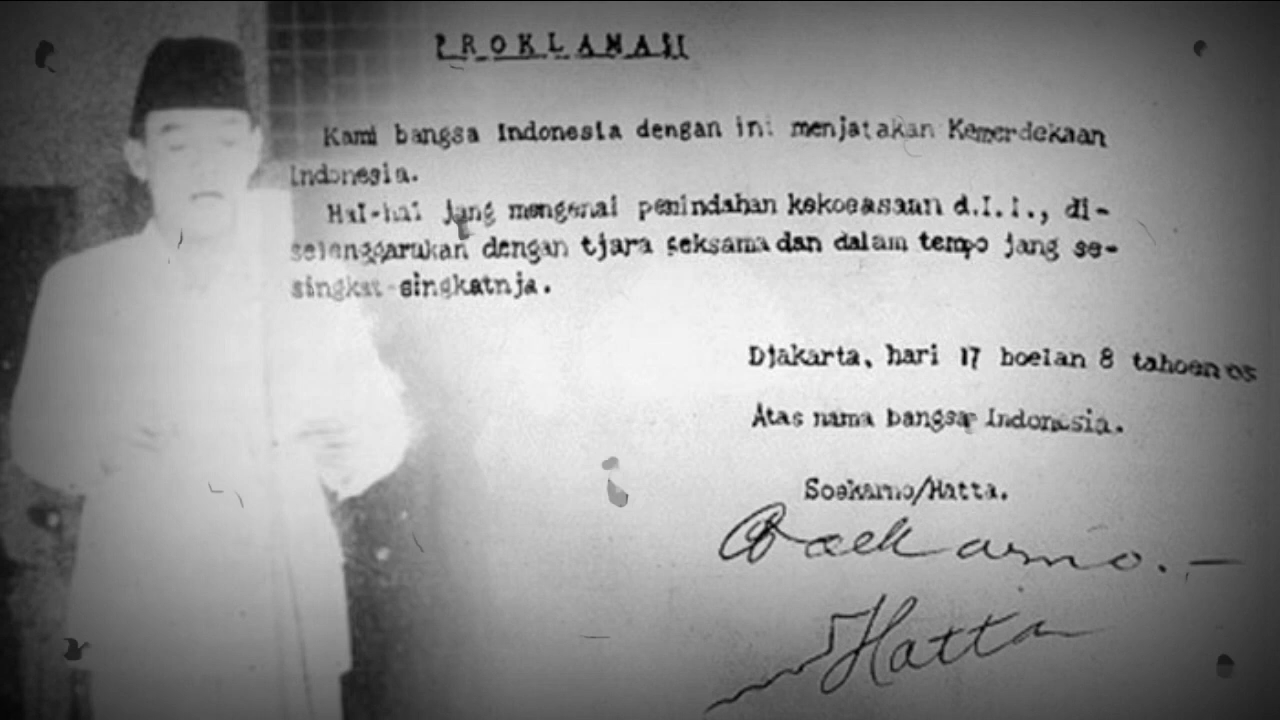 PROKLAMASI
Kami bangsa Indonesia dengan ini menjatakan Kemerdekaan
Indonesia.
Hal-hal jang mengenai pemindahan kekoeasaan d.l.l., di-
selenggarakan dengan tjara seksama dan dalam tempo jang se-
singkat-singkatnja.
Djakarta, hari 17 boelan 8 tahoen 05
Atas nama bangsa Indonesia.
Soekarno/Hatta.
Soekarno.-
Hatta